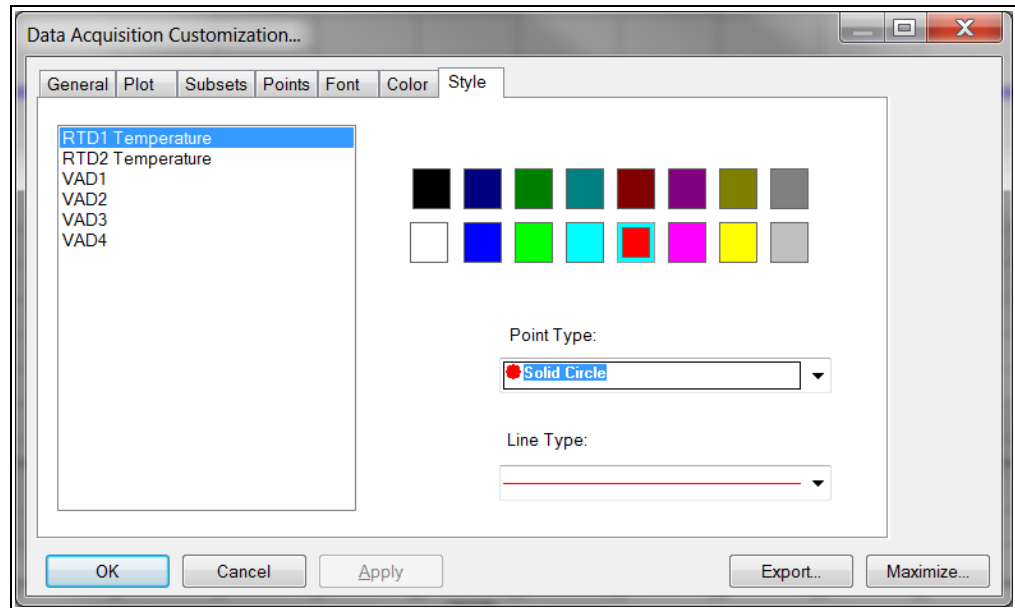 Data Acquisition Customization...
General Plot Subsets Points Font Color Style
RTD1 Temperature
RTD2 Temperature
VAD1
VAD2
VAD3
VAD4
Point Type:
Solid Circle
Line Type:
OK Cancel Apply Export... Maximize...